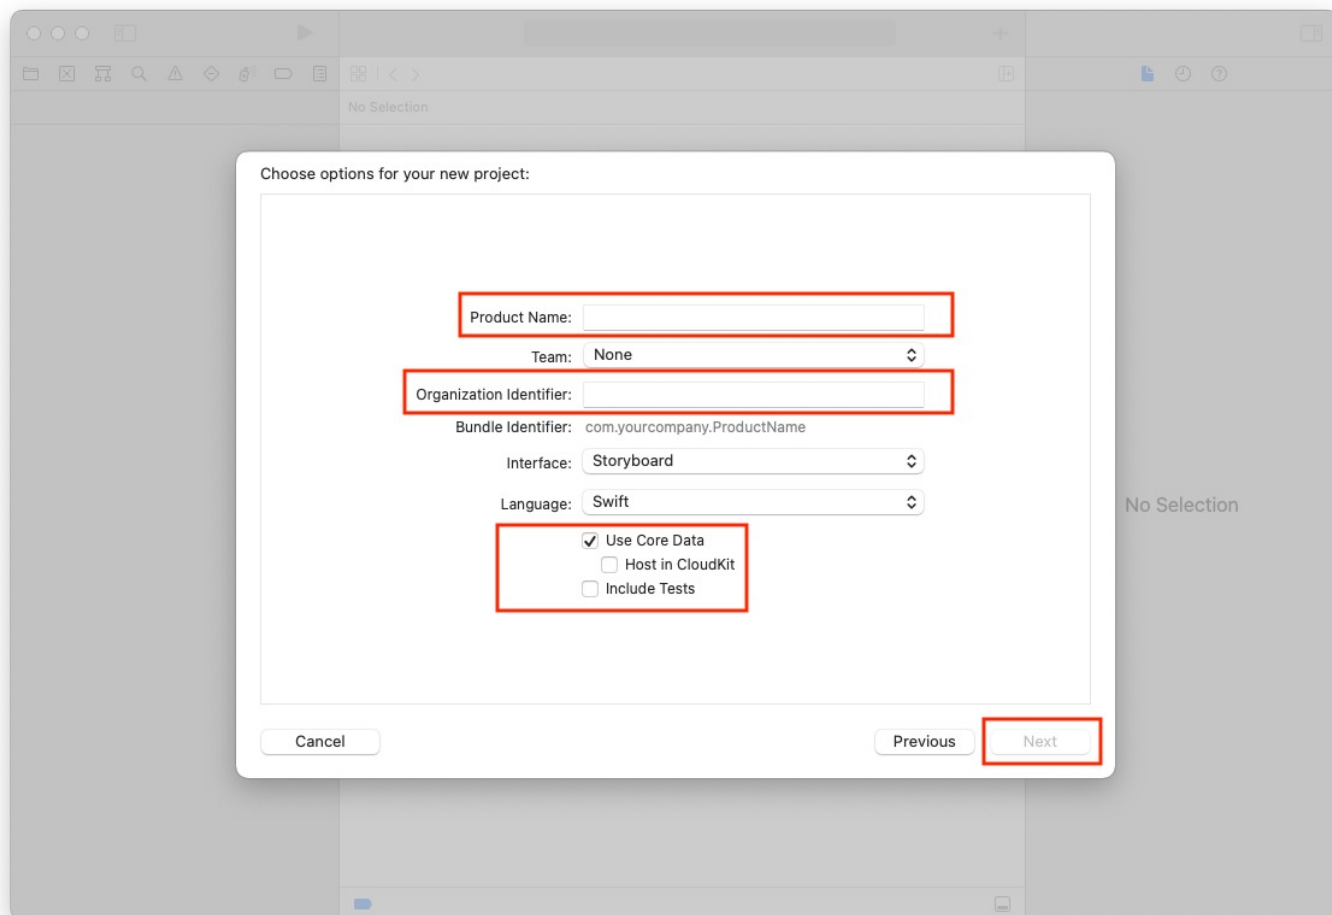 No Selection
Choose options for your new project:
Product Name:
Team: None
Organization Identifier:
Bundle Identifier: com.yourcompany.ProductName
Interface: Storyboard
Language: Swift
No Selection
Use Core Data
Host in CloudKit
Include Tests
Cancel Previous Next